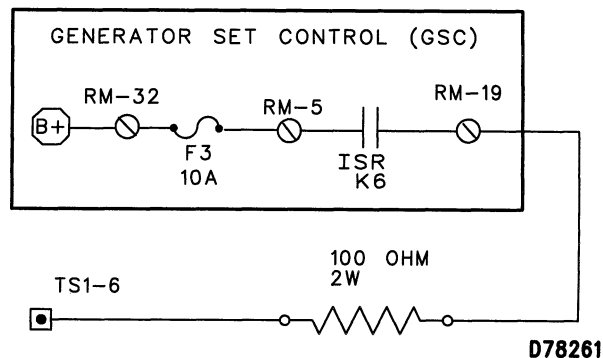 GENERATOR SET CONTROL (GSC)
RM-32
RM-5
RM-19
B+
F3
10A
ISR
K6
100 OHM
2W
TS1-6
D78261